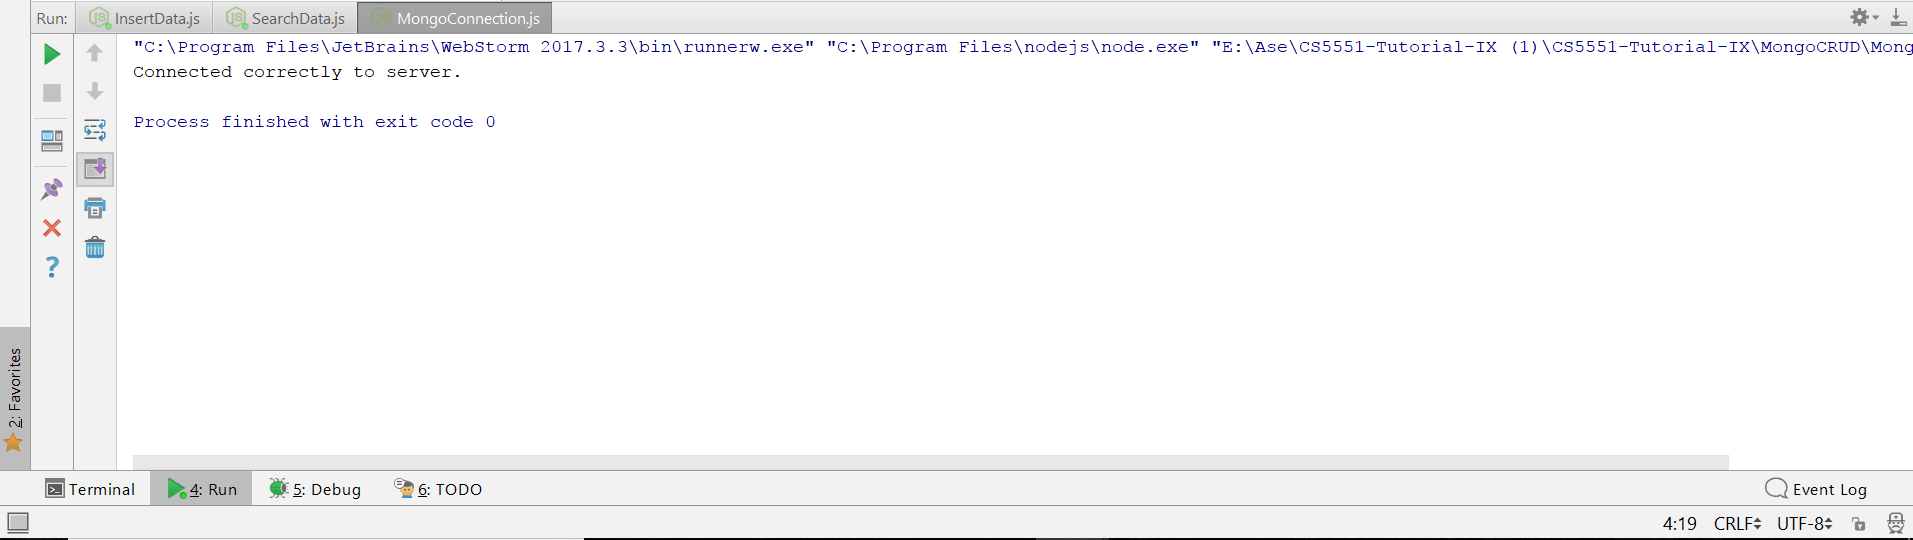 Run: InsertData.js SearchData.js MongoConnection.js
"C:\Program Files\JetBrains\WebStorm 2017.3.3\bin\runnerw.exe" "C:\Program Files\nodejs\node.exe" "E:\Ase\CS5551-Tutorial-IX (1)\CS5551-Tutorial-IX\MongoCRUD\Mong
Connected correctly to server.
Process finished with exit code 0
2: Favorites
Terminal 4: Run 5: Debug 6: TODO Event Log
4:19 CRLF UTF-8